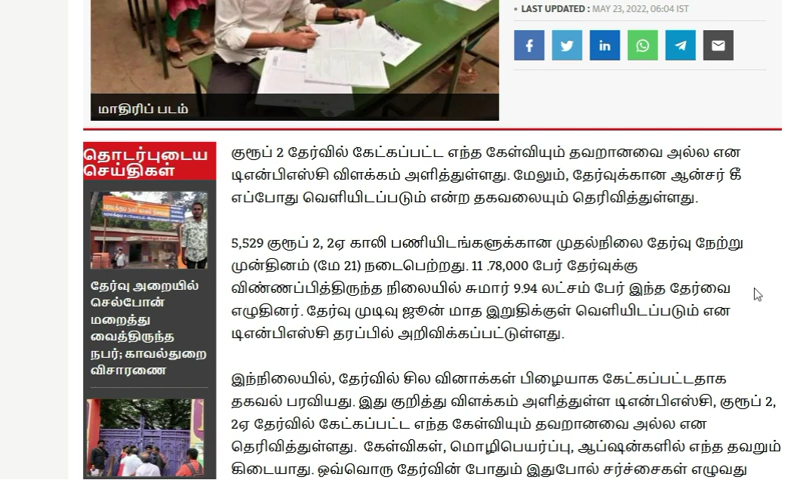 LAST UPDATED : MAY 23, 2022, 06:04 IST
மாதிரிப் படம்
தொடர்புடைய
செய்திகள்
தேர்வு அறையில்
செல்போன்
மறைத்து
வைத்திருந்த
நபர்; காவல்துறை
விசாரணை
குரூப் 2 தேர்வில் கேட்கப்பட்ட எந்த கேள்வியும் தவறானவை அல்ல என
டிஎன்பிஎஸ்சி விளக்கம் அளித்துள்ளது. மேலும், தேர்வுக்கான ஆன்சர் கீ
எப்போது வெளியிடப்படும் என்ற தகவலையும் தெரிவித்துள்ளது.
5,529 குரூப் 2, 2ஏ காலி பணியிடங்களுக்கான முதல்நிலை தேர்வு நேற்று
முன்தினம் (மே 21) நடைபெற்றது. 11 .78,000 பேர் தேர்வுக்கு
விண்ணப்பித்திருந்த நிலையில் சுமார் 9.94 லட்சம் பேர் இந்த தேர்வை
எழுதினர். தேர்வு முடிவு ஜூன் மாத இறுதிக்குள் வெளியிடப்படும் என
டிஎன்பிஎஸ்சி தரப்பில் அறிவிக்கப்பட்டுள்ளது.
இந்நிலையில், தேர்வில் சில வினாக்கள் பிழையாக கேட்கப்பட்டதாக
தகவல் பரவியது. இது குறித்து விளக்கம் அளித்துள்ள டிஎன்பிஎஸ்சி, குரூப் 2,
2ஏ தேர்வில் கேட்கப்பட்ட எந்த கேள்வியும் தவறானவை அல்ல என
தெரிவித்துள்ளது. கேள்விகள், மொழிபெயர்ப்பு, ஆப்ஷன்களில் எந்த தவறும்
கிடையாது. ஒவ்வொரு தேர்வின் போதும் இதுபோல் சர்ச்சைகள் எழுவது